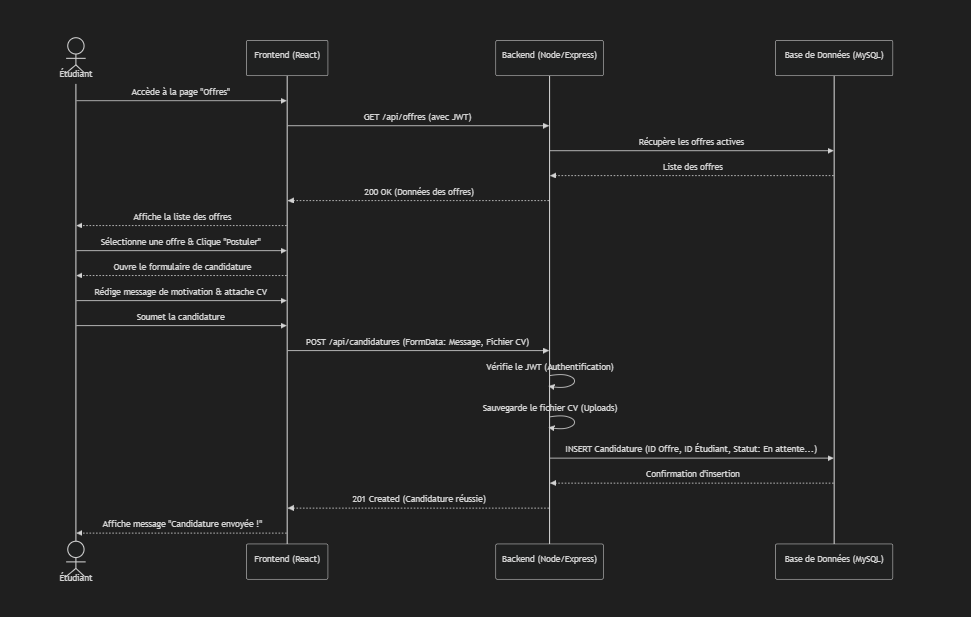 Étudiant
Frontend (React)
Backend (Node/Express)
Base de Données (MySQL)
Accède à la page "Offres"
GET /api/offres (avec JWT)
Récupère les offres actives
Liste des offres
200 OK (Données des offres)
Affiche la liste des offres
Sélectionne une offre & Clique "Postuler"
Ouvre le formulaire de candidature
Rédige message de motivation & attache CV
Soumet la candidature
POST /api/candidatures (FormData: Message, Fichier CV)
Vérifie le JWT (Authentification)
Sauvegarde le fichier CV (Uploads)
INSERT Candidature (ID Offre, ID Étudiant, Statut: En attente...)
Confirmation d'insertion
201 Created (Candidature réussie)
Affiche message "Candidature envoyée !"
Étudiant
Frontend (React)
Backend (Node/Express)
Base de Données (MySQL)